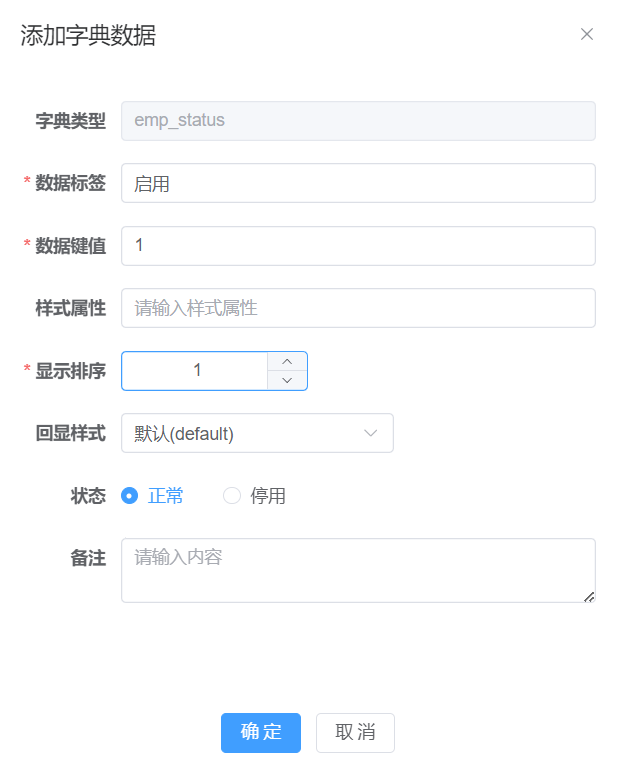 添加字典数据
字典类型 emp_status
* 数据标签 启用
* 数据键值 1
样式属性 请输入样式属性
* 显示排序 1
回显样式 默认(default)
状态 正常 停用
备注 请输入内容
确定 取消